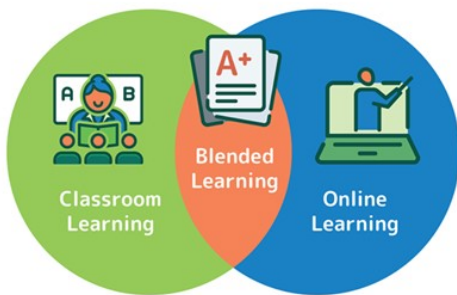 A B
A+
Blended
Learning
Classroom
Learning
Online
Learning